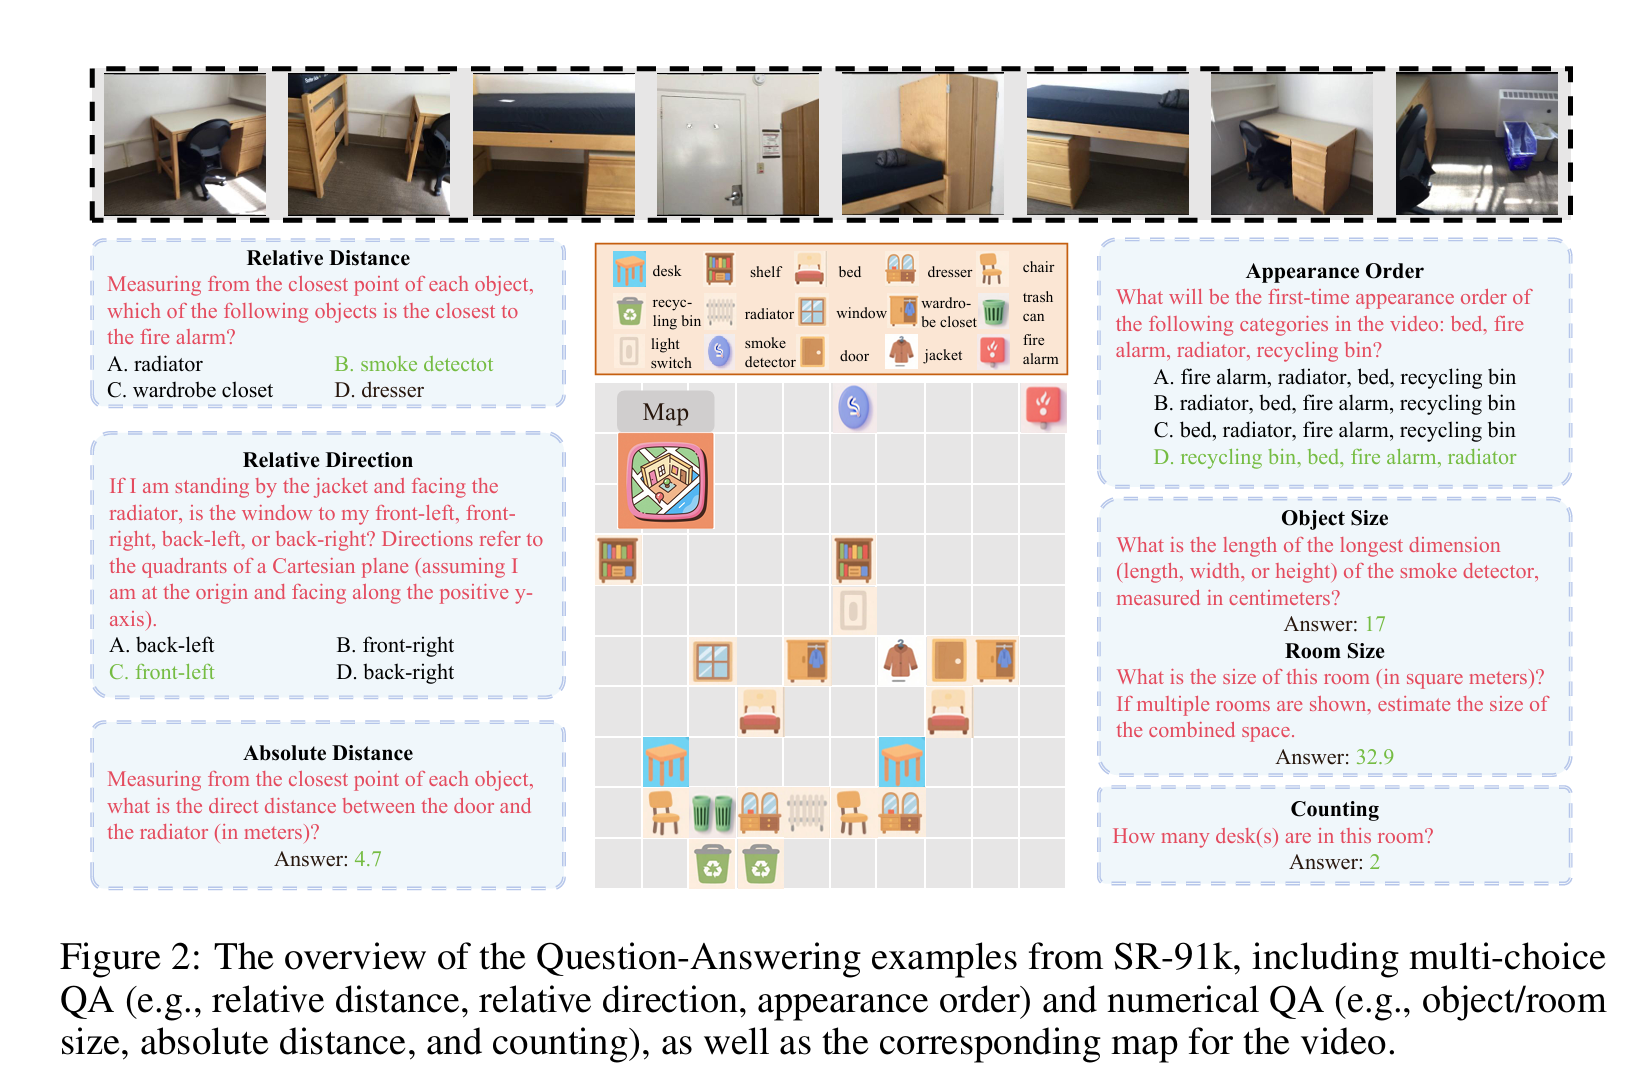 Relative Distance
Measuring from the closest point of each object,
which of the following objects is the closest to
the fire alarm?
A. radiator B. smoke detectot
C. wardrobe closet D. dresser
Relative Direction
If I am standing by the jacket and facing the
radiator, is the window to my front-left, front-
right, back-left, or back-right? Directions refer to
the quadrants of a Cartesian plane (assuming I
am at the origin and facing along the positive y-
axis).
A. back-left B. front-right
C. front-left D. back-right
Absolute Distance
Measuring from the closest point of each object,
what is the direct distance between the door and
the radiator (in meters)?
Answer: 4.7
desk shelf bed dresser chair
recyc-
ling bin
radiator
window
wardro-
be closet
trash
can
light
switch
smoke
detector
door
jacket
fire
alarm
Map
Appearance Order
What will be the first-time appearance order of
the following categories in the video: bed, fire
alarm, radiator, recycling bin?
A. fire alarm, radiator, bed, recycling bin
B. radiator, bed, fire alarm, recycling bin
C. bed, radiator, fire alarm, recycling bin
D. recycling bin, bed, fire alarm, radiator
Object Size
What is the length of the longest dimension
(length, width, or height) of the smoke detector,
measured in centimeters?
Answer: 17
Room Size
What is the size of this room (in square meters)?
If multiple rooms are shown, estimate the size of
the combined space.
Answer: 32.9
Counting
How many desk(s) are in this room?
Answer: 2
Figure 2: The overview of the Question-Answering examples from SR-91k, including multi-choice
QA (e.g., relative distance, relative direction, appearance order) and numerical QA (e.g., object/room
size, absolute distance, and counting), as well as the corresponding map for the video.